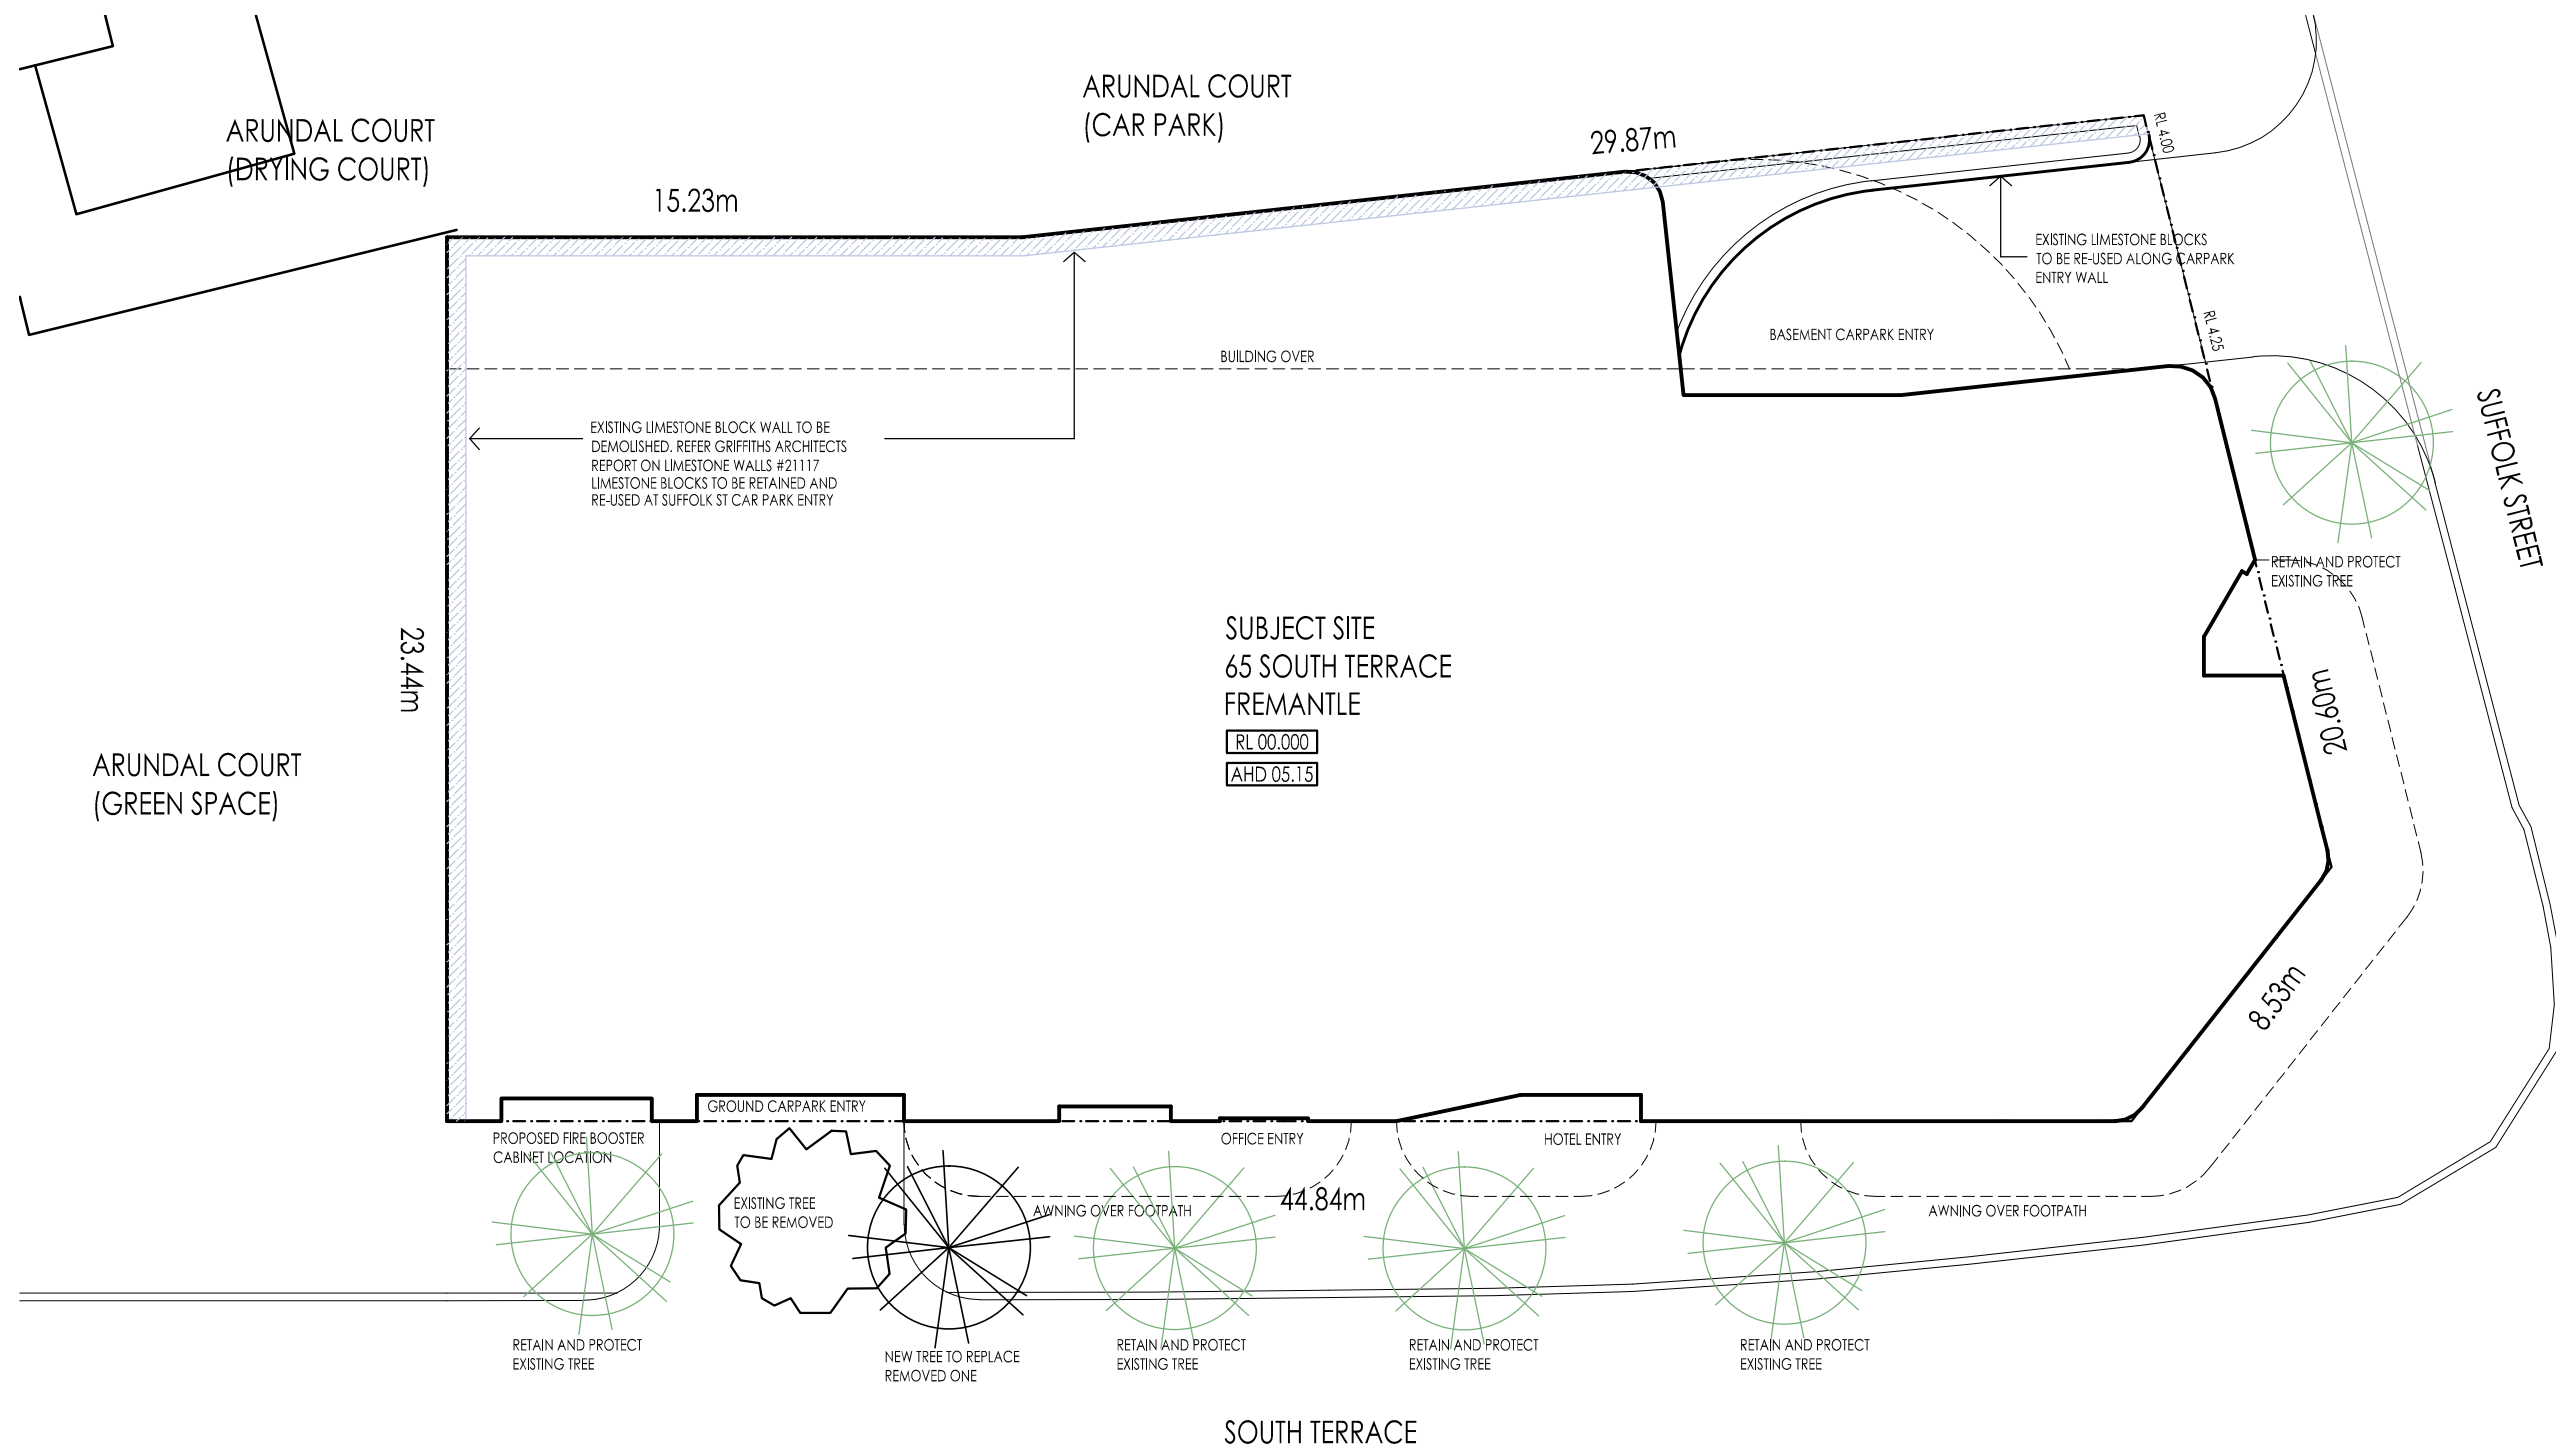 ARUNDAL COURT
(CAR PARK)
ARUNDAL COURT
(DRYING COURT)
29.87m
RL 4.00
15.23m
EXISTING LIMESTONE BLOCKS
TO BE RE-USED ALONG CARPARK
ENTRY WALL
RL 4.25
BASEMENT CARPARK ENTRY
BUILDING OVER
SUFFOLK STREET
EXISTING LIMESTONE BLOCK WALL TO BE
DEMOLISHED. REFER GRIFFITHS ARCHITECTS
REPORT ON LIMESTONE WALLS #21117
LIMESTONE BLOCKS TO BE RETAINED AND
RE-USED AT SUFFOLK ST CAR PARK ENTRY
RETAIN AND PROTECT
EXISTING TREE
SUBJECT SITE
65 SOUTH TERRACE
FREMANTLE
RL 00.000
AHD 05.15
23.44m
20.60m
ARUNDAL COURT
(GREEN SPACE)
8.53m
GROUND CARPARK ENTRY
PROPOSED FIRE BOOSTER
CABINET LOCATION
OFFICE ENTRY
HOTEL ENTRY
EXISTING TREE
TO BE REMOVED
44.84m
AWNING OVER FOOTPATH
AWNING OVER FOOTPATH
RETAIN AND PROTECT
EXISTING TREE
NEW TREE TO REPLACE
REMOVED ONE
RETAIN AND PROTECT
EXISTING TREE
RETAIN AND PROTECT
EXISTING TREE
RETAIN AND PROTECT
EXISTING TREE
SOUTH TERRACE